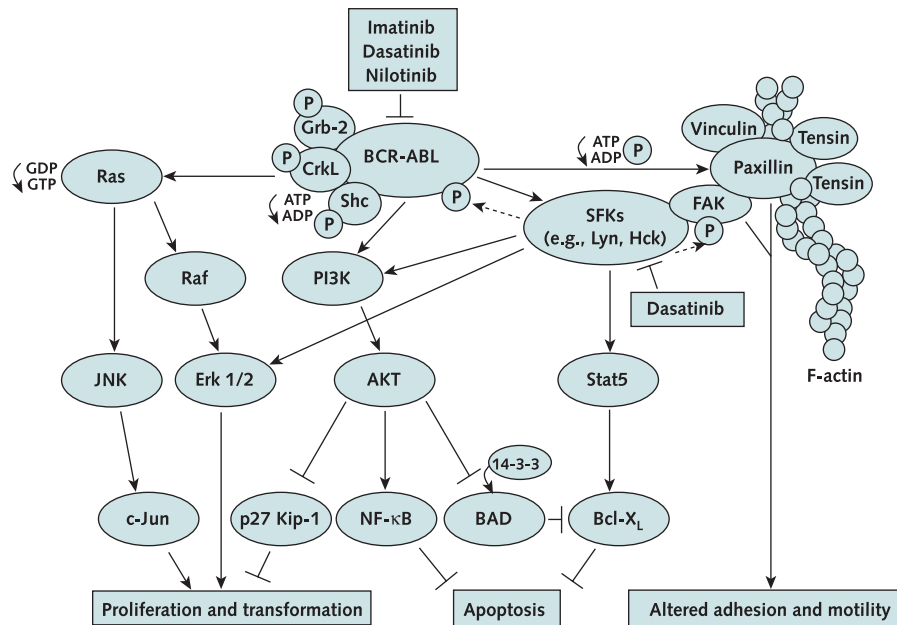 Imatinib
Dasatinib
Nilotinib
P
Grb-2
P
CrkL
BCR-ABL
ATP
ADP
P
Vinculin
Tensin
Paxillin
Tensin
GDP
GTP
Ras
ATP
ADP
Shc
P
P
SFKs
(e.g., Lyn, Hck)
FAK
P
Raf
PI3K
Dasatinib
F-actin
JNK
Erk 1/2
AKT
Stat5
14-3-3
c-Jun
p27 Kip-1
NF-κB
BAD
Bcl-XL
Proliferation and transformation
Apoptosis
Altered adhesion and motility